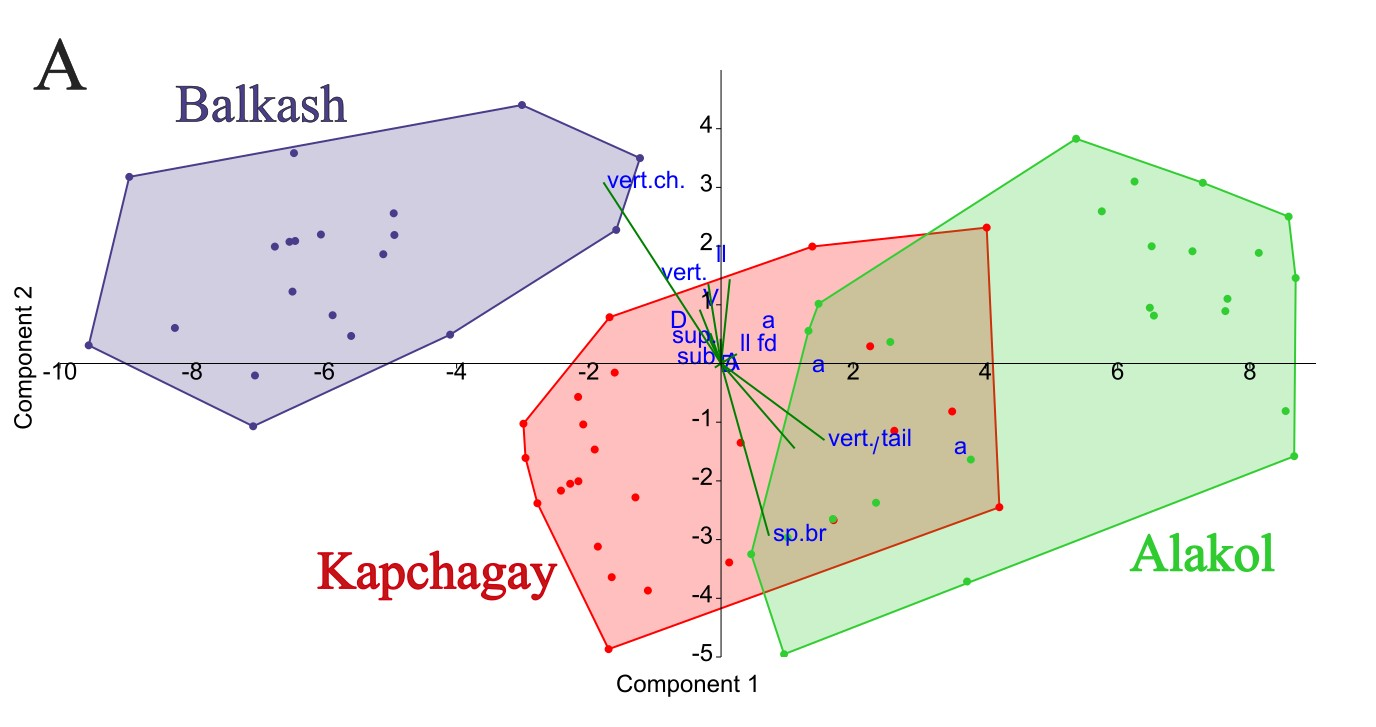 A
Balkash
4
3
vert.ch.
2
ll
vert.
1
V
D
a
sup.
ll fd
sub.
A
a
-10
-8
-6
-4
-2
2
4
6
8
Component 2
-1
vert./tail
a
-2
-3
sp.br
Kapchagay
Alakol
-4
-5
Component 1